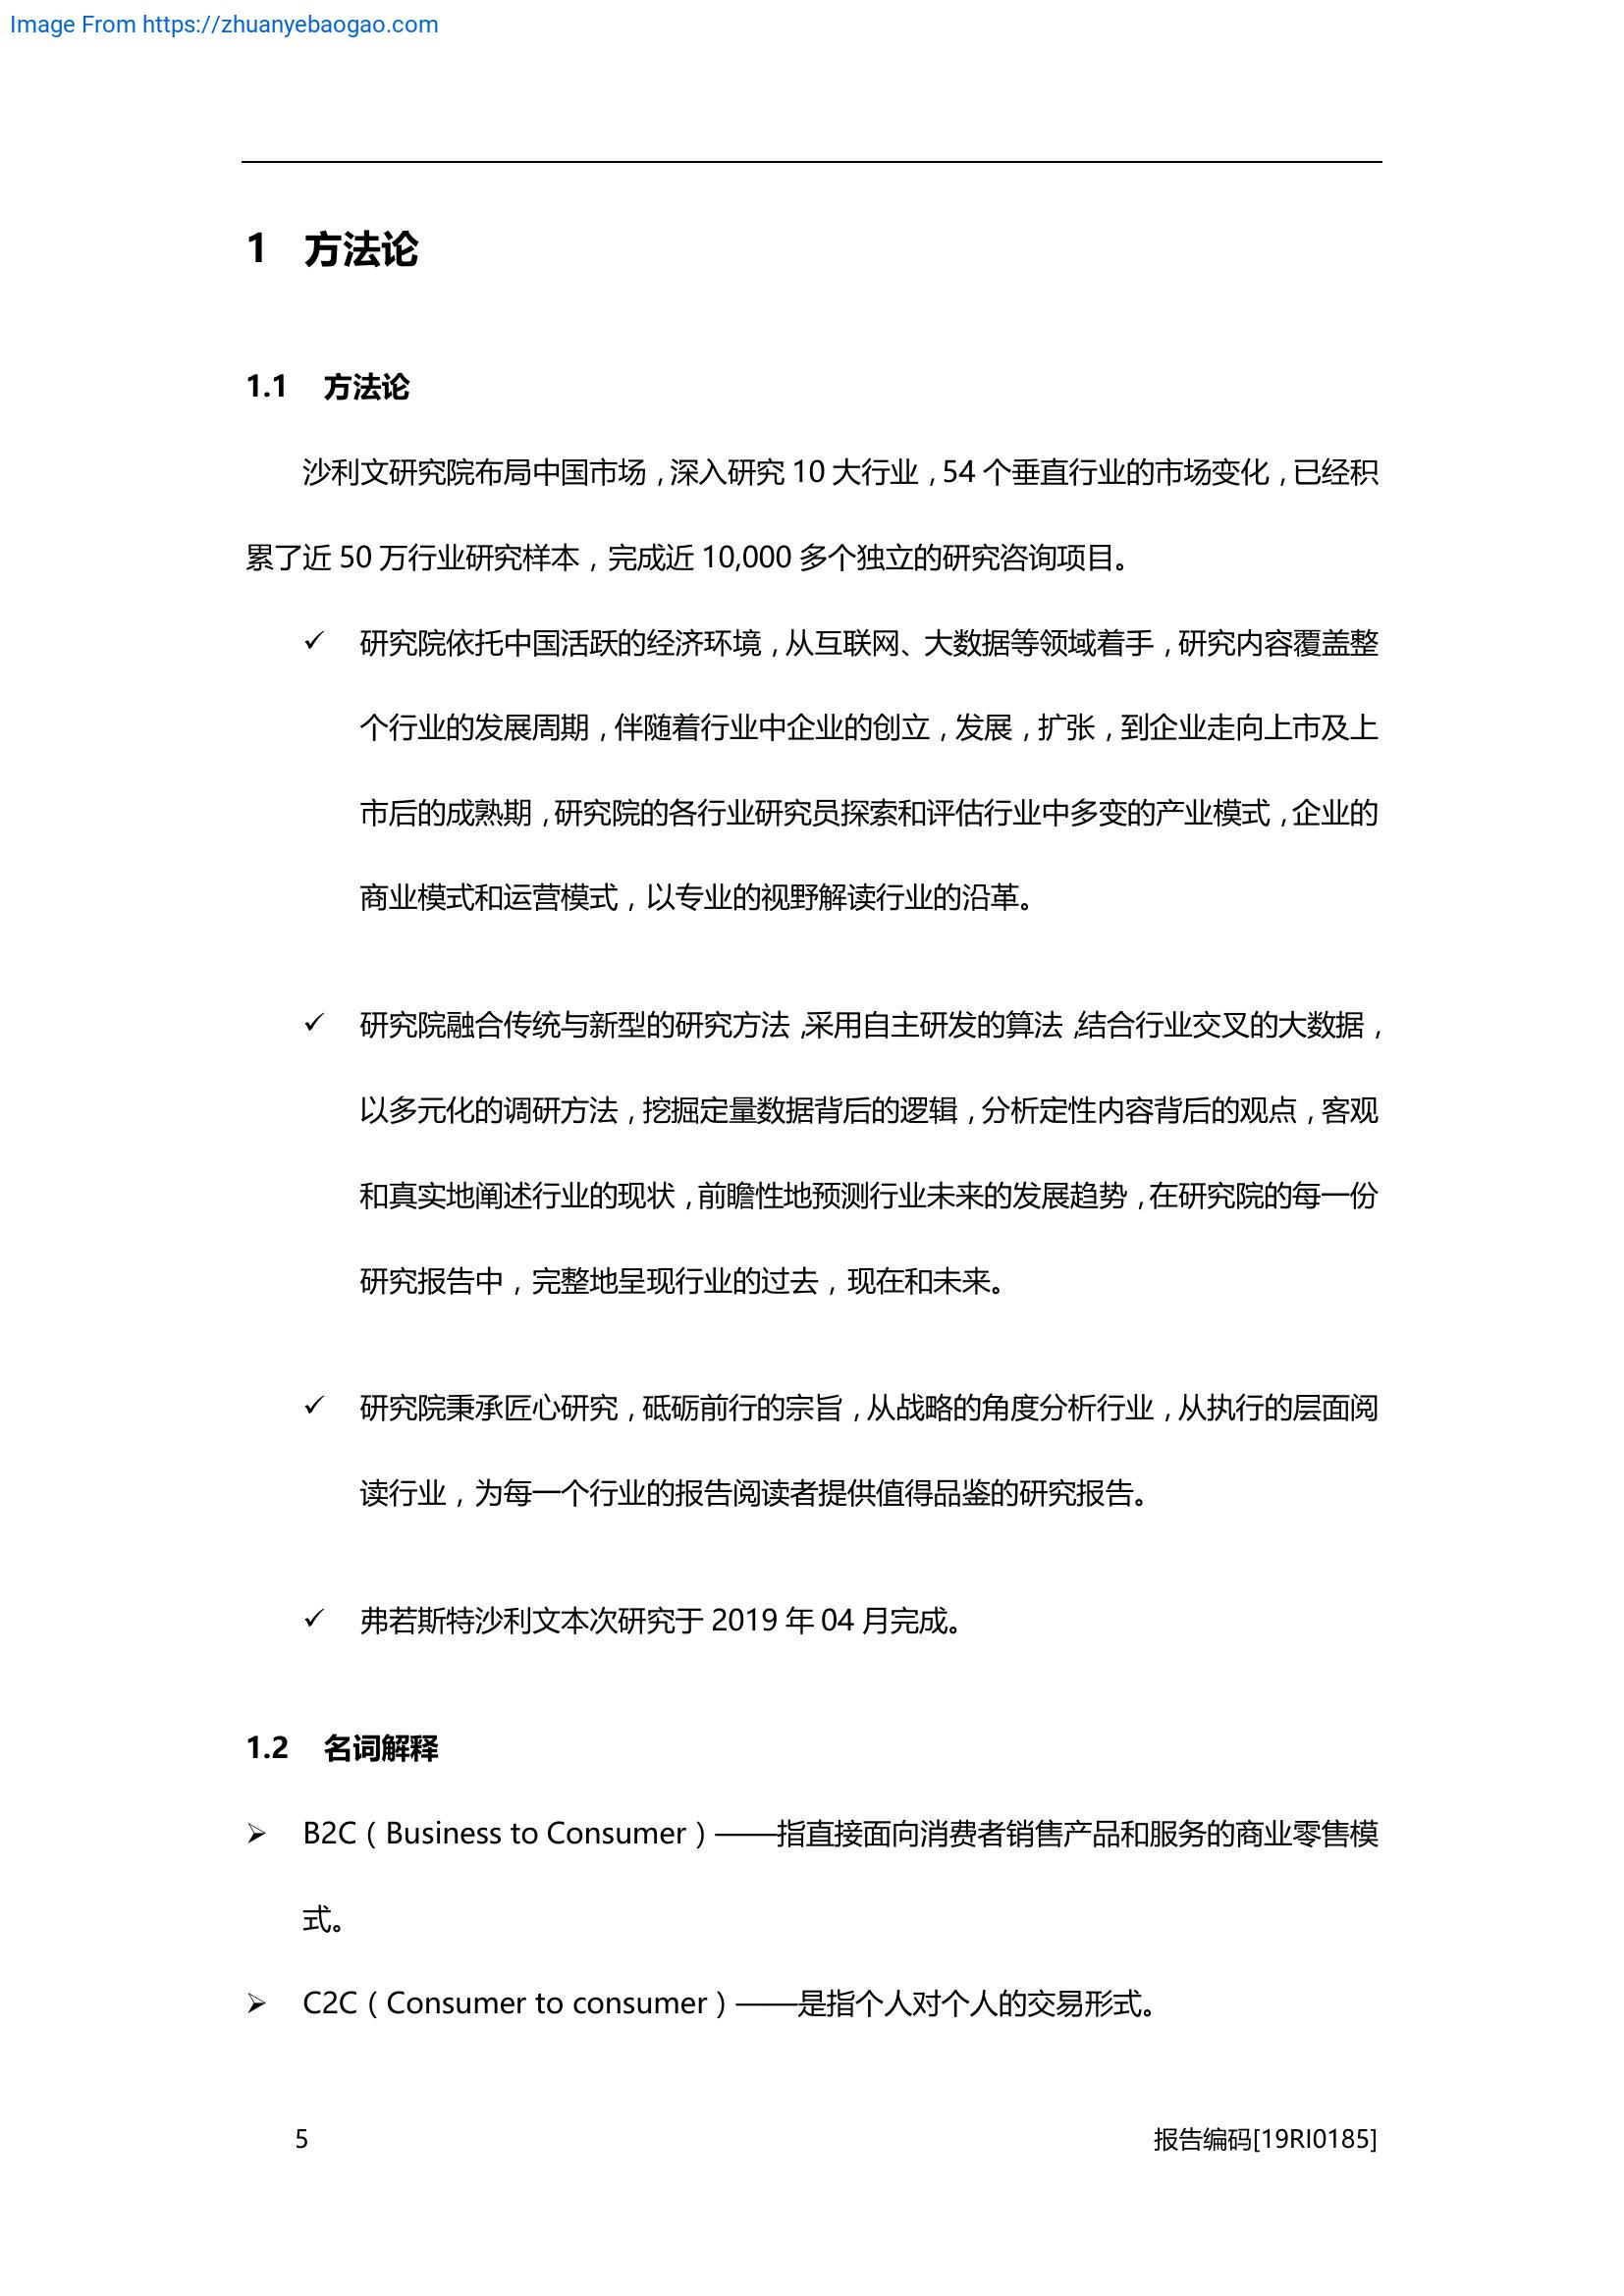 Image From https://zhuanyebaogao.com
1 方法论
1.1 方法论
沙利文研究院布局中国市场，深入研究 10 大行业，54 个垂直行业的市场变化，已经积
累了近 50 万行业研究样本，完成近 10,000 多个独立的研究咨询项目。
✓ 研究院依托中国活跃的经济环境，从互联网、大数据等领域着手，研究内容覆盖整
个行业的发展周期，伴随着行业中企业的创立，发展，扩张，到企业走向上市及上
市后的成熟期，研究院的各行业研究员探索和评估行业中多变的产业模式，企业的
商业模式和运营模式，以专业的视野解读行业的沿革。
✓ 研究院融合传统与新型的研究方法，采用自主研发的算法，结合行业交叉的大数据，
以多元化的调研方法，挖掘定量数据背后的逻辑，分析定性内容背后的观点，客观
和真实地阐述行业的现状，前瞻性地预测行业未来的发展趋势，在研究院的每一份
研究报告中，完整地呈现行业的过去，现在和未来。
✓ 研究院秉承匠心研究，砥砺前行的宗旨，从战略的角度分析行业，从执行的层面阅
读行业，为每一个行业的报告阅读者提供值得品鉴的研究报告。
✓ 弗若斯特沙利文本次研究于 2019 年 04 月完成。
1.2 名词解释
➢ B2C（Business to Consumer）——指直接面向消费者销售产品和服务的商业零售模
式。
➢ C2C（Consumer to consumer）——是指个人对个人的交易形式。
5 报告编码[19RI0185]